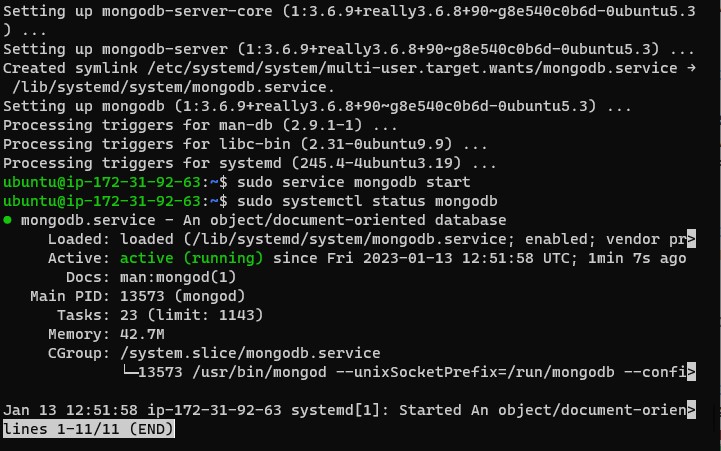 Setting up mongodb-server-core (1:3.6.9+really3.6.8+90~g8e540c0b6d-0ubuntu5.3
) ...
Setting up mongodb-server (1:3.6.9+really3.6.8+90~g8e540c0b6d-0ubuntu5.3) ...
Created symlink /etc/systemd/system/multi-user.target.wants/mongodb.service →
 /lib/systemd/system/mongodb.service.
Setting up mongodb (1:3.6.9+really3.6.8+90~g8e540c0b6d-0ubuntu5.3) ...
Processing triggers for man-db (2.9.1-1) ...
Processing triggers for libc-bin (2.31-0ubuntu9.9) ...
Processing triggers for systemd (245.4-4ubuntu3.19) ...
ubuntu@ip-172-31-92-63:~$ sudo service mongodb start
ubuntu@ip-172-31-92-63:~$ sudo systemctl status mongodb
● mongodb.service - An object/document-oriented database
     Loaded: loaded (/lib/systemd/system/mongodb.service; enabled; vendor pr>
     Active: active (running) since Fri 2023-01-13 12:51:58 UTC; 1min 7s ago
       Docs: man:mongod(1)
   Main PID: 13573 (mongod)
      Tasks: 23 (limit: 1143)
     Memory: 42.7M
     CGroup: /system.slice/mongodb.service
             └─13573 /usr/bin/mongod --unixSocketPrefix=/run/mongodb --confi>

Jan 13 12:51:58 ip-172-31-92-63 systemd[1]: Started An object/document-orien>
lines 1-11/11 (END)